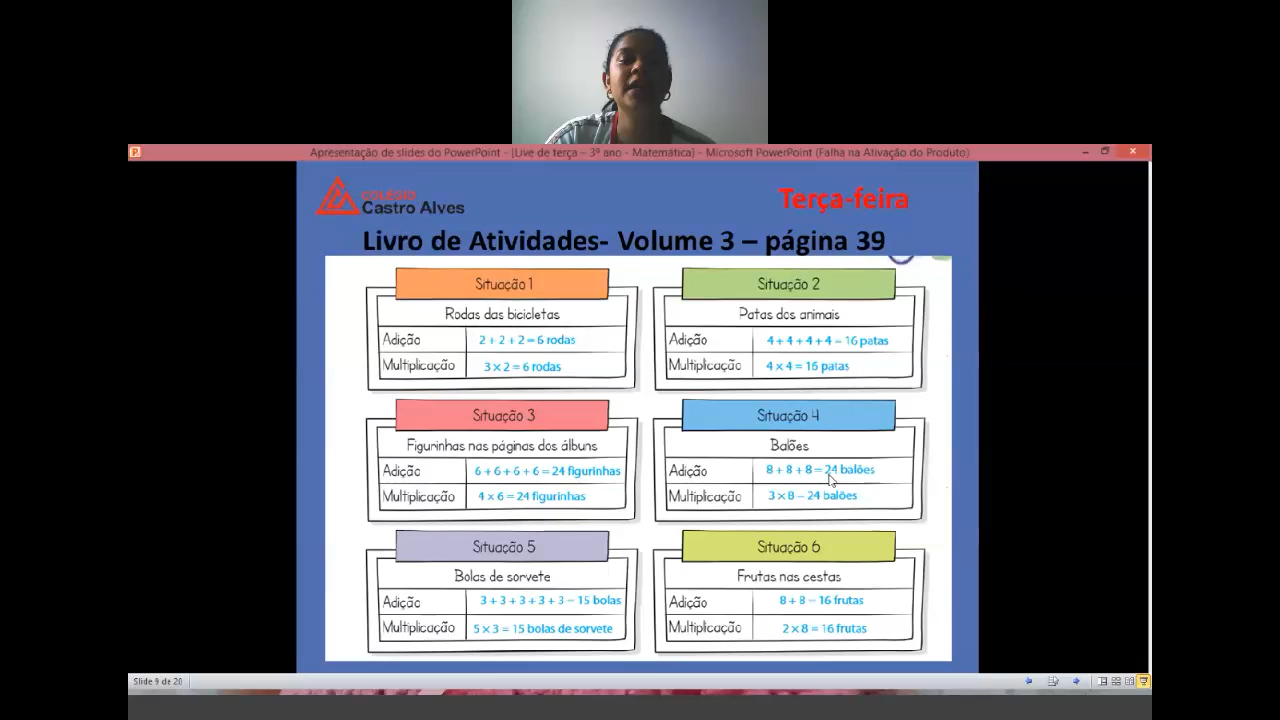 Apresentação de slides do PowerPoint - [Live de terça – 3º ano - Matemática] - Microsoft PowerPoint (Falha na Ativação do Produto)
COLÉGIO
Castro Alves
Terça-feira
Livro de Atividades- Volume 3 – página 39
Situação 1
Rodas das bicicletas
Adição 2 + 2 + 2 = 6 rodas
Multiplicação 3 × 2 = 6 rodas
Situação 2
Patas dos animais
Adição 4 + 4 + 4 + 4 = 16 patas
Multiplicação 4 × 4 = 16 patas
Situação 3
Figurinhas nas páginas dos álbuns
Adição 6 + 6 + 6 + 6 = 24 figurinhas
Multiplicação 4 × 6 = 24 figurinhas
Situação 4
Balões
Adição 8 + 8 + 8 = 24 balões
Multiplicação 3 × 8 = 24 balões
Situação 5
Bolas de sorvete
Adição 3 + 3 + 3 + 3 + 3 = 15 bolas
Multiplicação 5 × 3 = 15 bolas de sorvete
Situação 6
Frutas nas cestas
Adição 8 + 8 = 16 frutas
Multiplicação 2 × 8 = 16 frutas
Slide 9 de 20